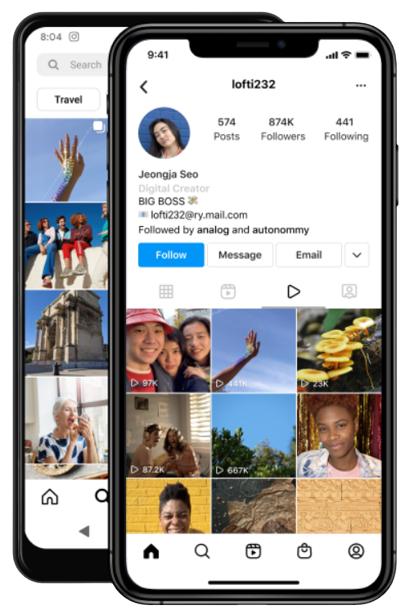 8:04
Search
Travel
9:41
lofti232
574
Posts
874K
Followers
441
Following
Jeongja Seo
Digital Creator
BIG BOSS
lofti232@ry.mail.com
Followed by analog and autonommy
Follow
Message
Email
97K
441K
23K
87.2K
667K